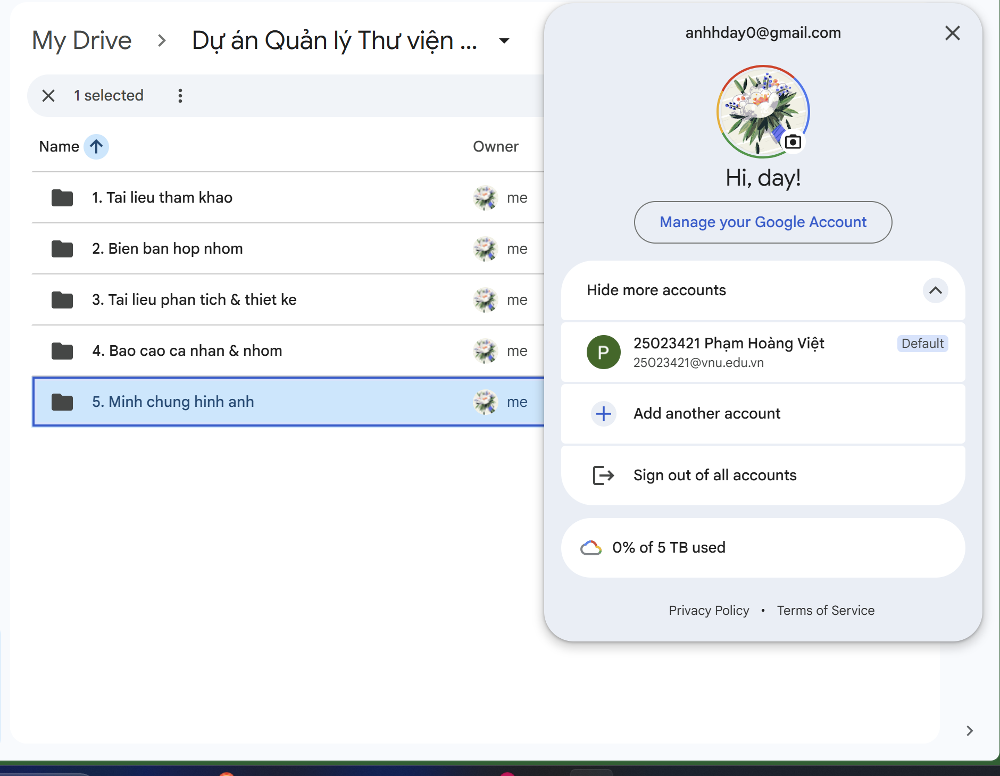 My Drive
Dự án Quản lý Thư viện ...
1 selected
Name
Owner
1. Tai lieu tham khao
me
2. Bien ban hop nhom
me
3. Tai lieu phan tich & thiet ke
me
4. Bao cao ca nhan & nhom
me
5. Minh chung hinh anh
me
anhhday0@gmail.com
Hi, day!
Manage your Google Account
Hide more accounts
P
25023421 Phạm Hoàng Việt
Default
25023421@vnu.edu.vn
Add another account
Sign out of all accounts
0% of 5 TB used
Privacy Policy • Terms of Service